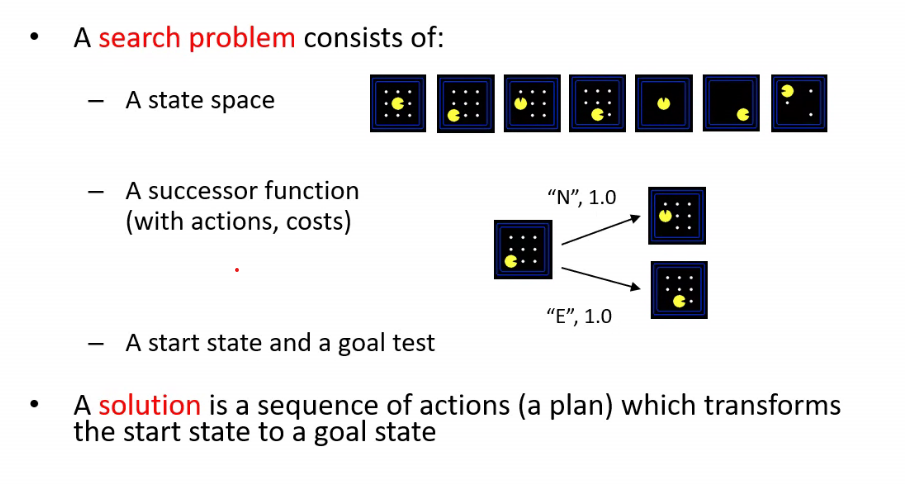 • A search problem consists of:
– A state space
– A successor function
(with actions, costs)
“N”, 1.0
“E”, 1.0
– A start state and a goal test
• A solution is a sequence of actions (a plan) which transforms
the start state to a goal state